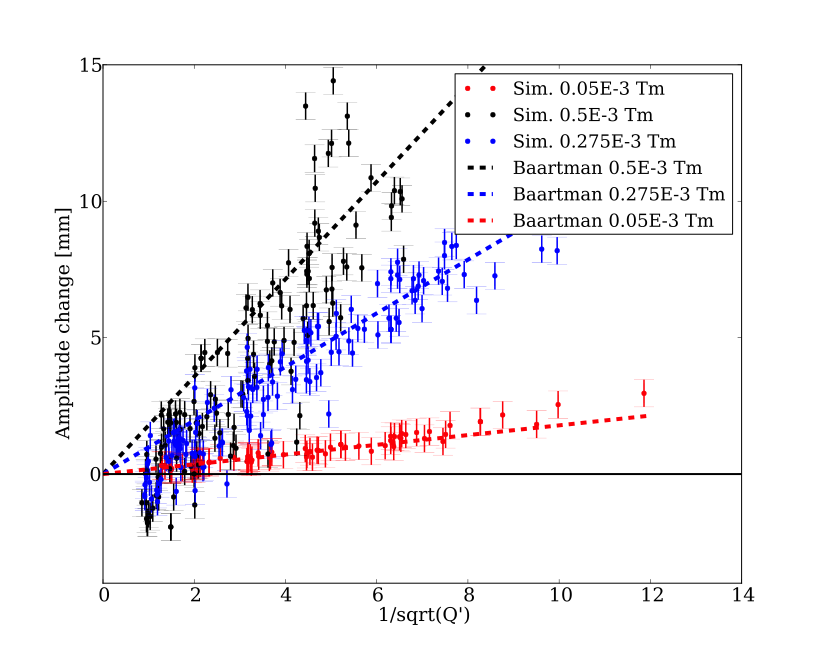 15
10
5
0
Amplitude change [mm]
Sim. 0.05E-3 Tm
Sim. 0.5E-3 Tm
Sim. 0.275E-3 Tm
Baartman 0.5E-3 Tm
Baartman 0.275E-3 Tm
Baartman 0.05E-3 Tm
0 2 4 6 8 10 12 14
1/sqrt(Q')